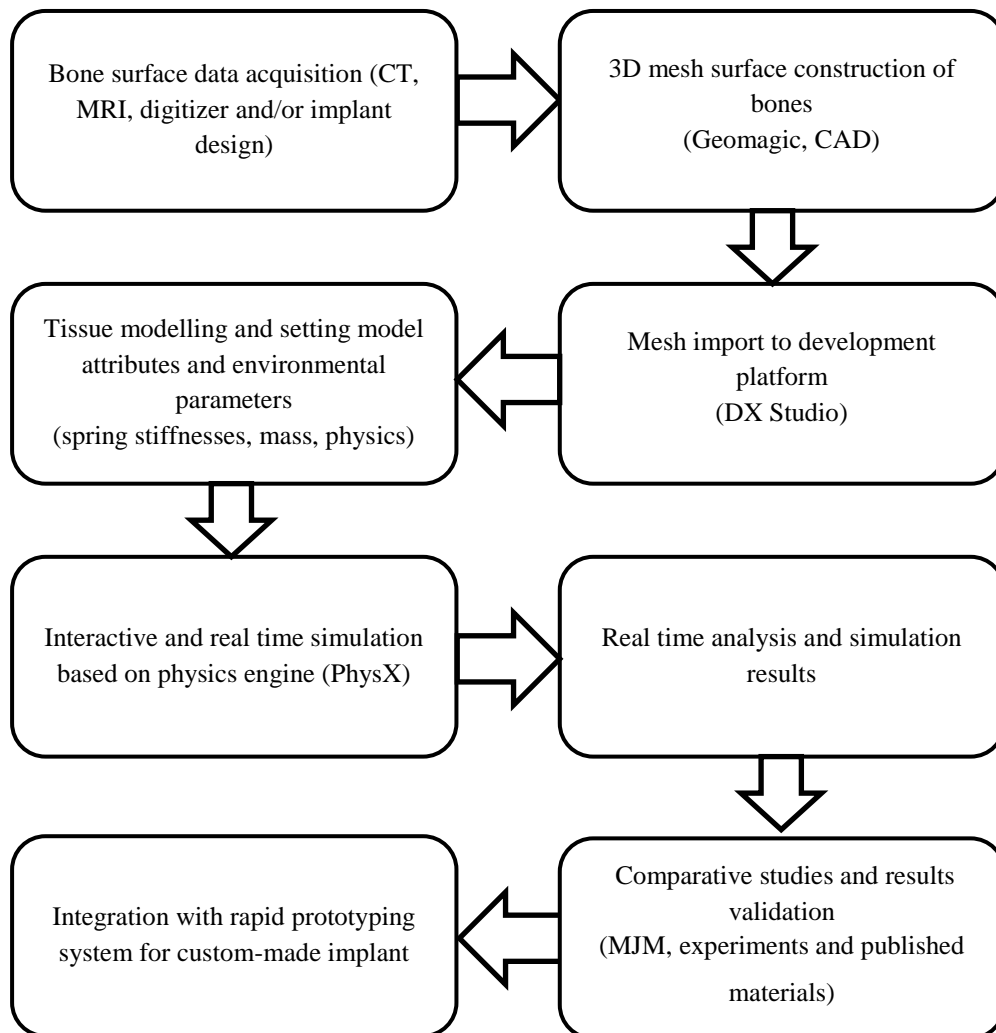 Bone surface data acquisition (CT,
MRI, digitizer and/or implant
design)
3D mesh surface construction of
bones
(Geomagic, CAD)
Mesh import to development
platform
(DX Studio)
Tissue modelling and setting model
attributes and environmental
parameters
(spring stiffnesses, mass, physics)
Interactive and real time simulation
based on physics engine (PhysX)
Real time analysis and simulation
results
Comparative studies and results
validation
(MJM, experiments and published
materials)
Integration with rapid prototyping
system for custom-made implant